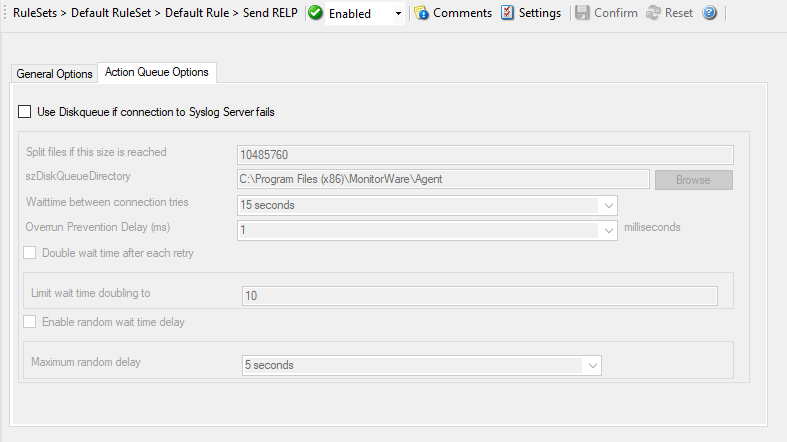 RuleSets > Default RuleSet > Default Rule > Send RELP Enabled Comments Settings Confirm Reset ?
General Options Action Queue Options
Use Diskqueue if connection to Syslog Server fails
Split files if this size is reached 10485760
szDiskQueueDirectory C:\Program Files (x86)\MonitorWare\Agent Browse
Waittime between connection tries 15 seconds
Overrun Prevention Delay (ms) 1 milliseconds
Double wait time after each retry
Limit wait time doubling to 10
Enable random wait time delay
Maximum random delay 5 seconds